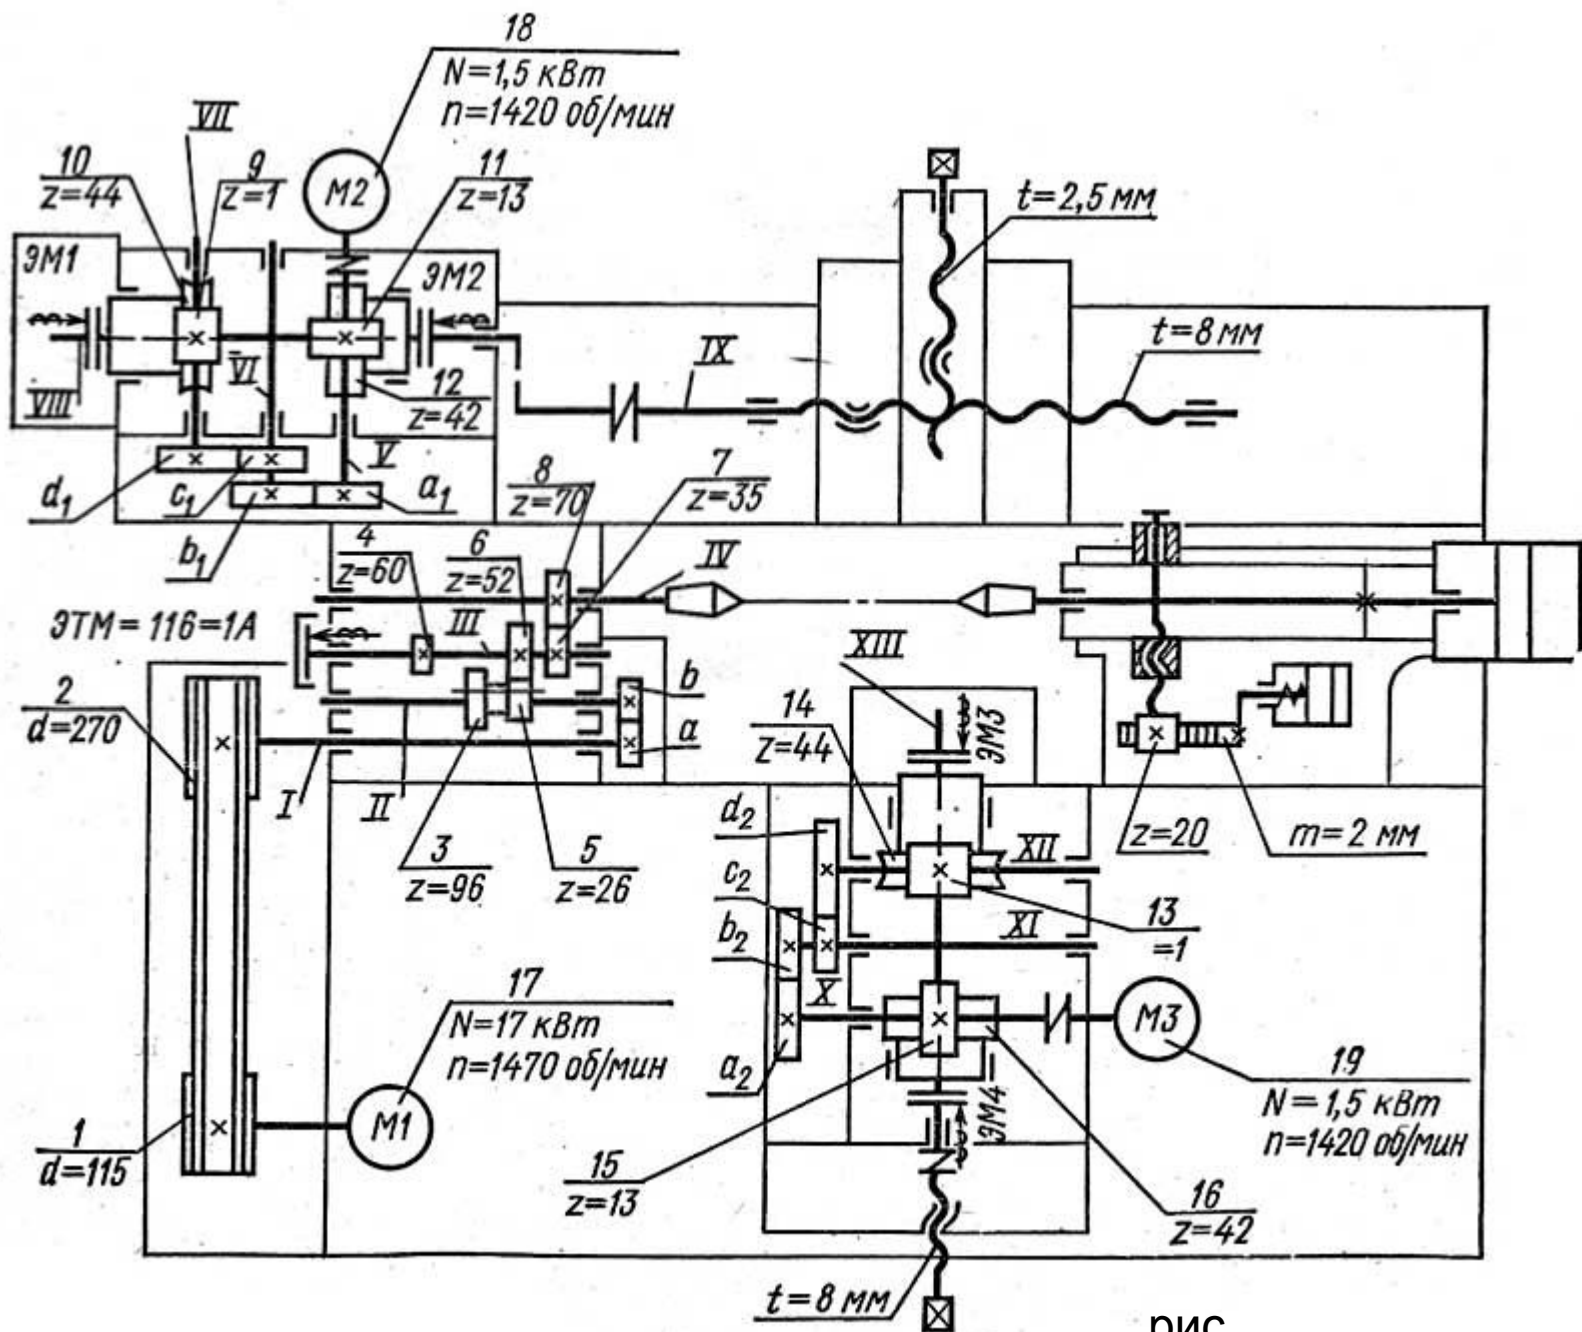 18
N=1,5 кВт
n=1420 об/мин
VII
10
z=44
9
z=1
M2
11
z=13
t=2,5 мм
ЭМ1
ЭМ2
t=8 мм
IX
VI
VIII
12
z=42
V
d1
c1
a1
b1
8
z=70
7
z=35
4
z=60
6
z=52
IV
ЭТМ=116=1А
III
XIII
2
d=270
b
a
14
z=44
ЭМ3
I
II
d2
z=20
m=2 мм
3
z=96
5
z=26
XII
c2
13
=1
b2
XI
X
17
N=17 кВт
n=1470 об/мин
M3
a2
19
N=1,5 кВт
n=1420 об/мин
M1
ЭМ4
1
d=115
15
z=13
16
z=42
t=8 мм
рис